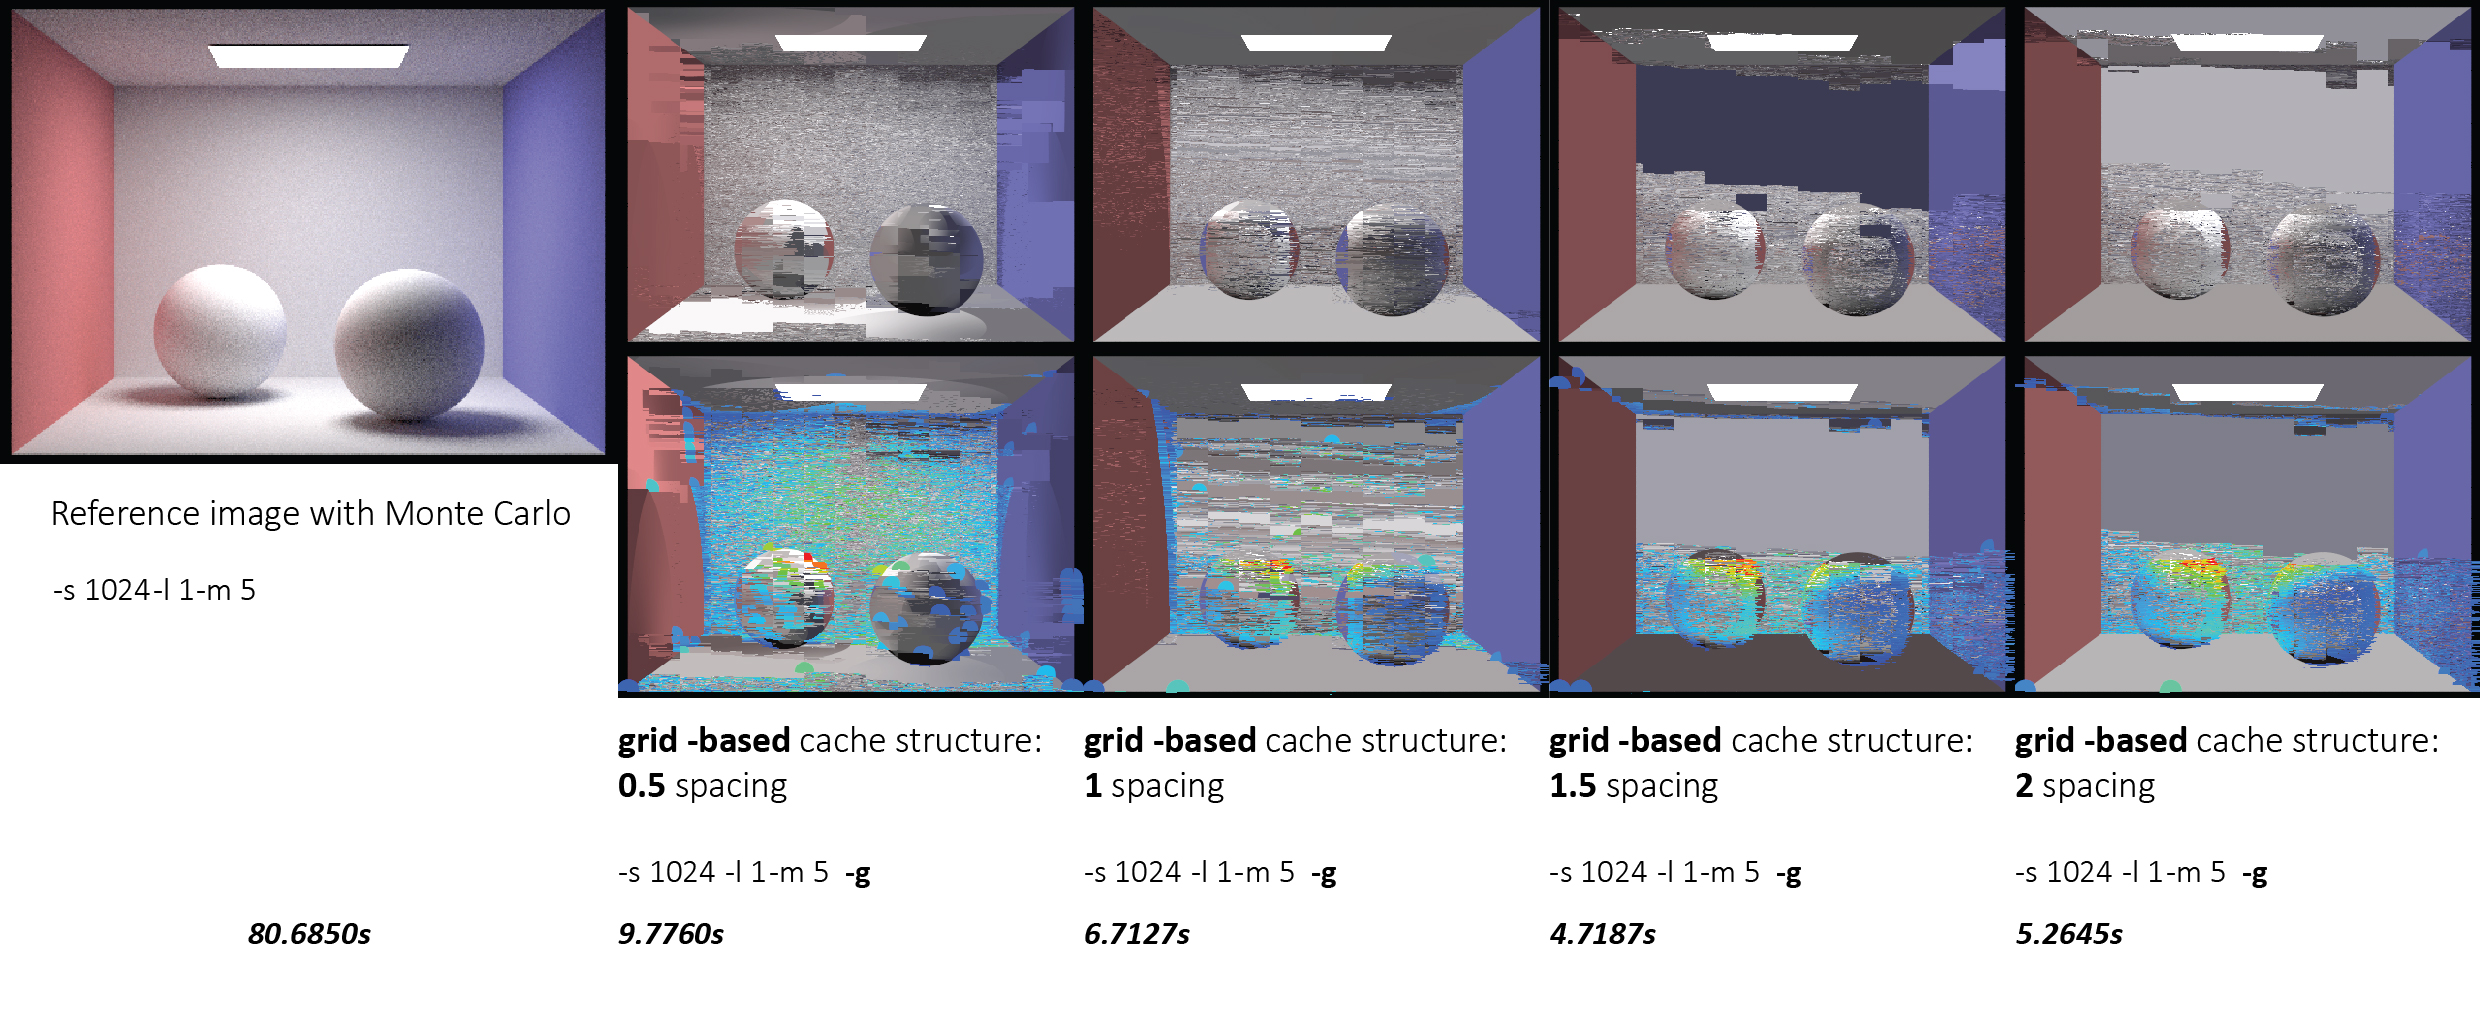 Reference image with Monte Carlo
-s 1024-l 1-m 5
80.6850s
grid -based cache structure:
0.5 spacing
-s 1024 -l 1-m 5 -g
9.7760s
grid -based cache structure:
1 spacing
-s 1024 -l 1-m 5 -g
6.7127s
grid -based cache structure:
1.5 spacing
-s 1024 -l 1-m 5 -g
4.7187s
grid -based cache structure:
2 spacing
-s 1024 -l 1-m 5 -g
5.2645s